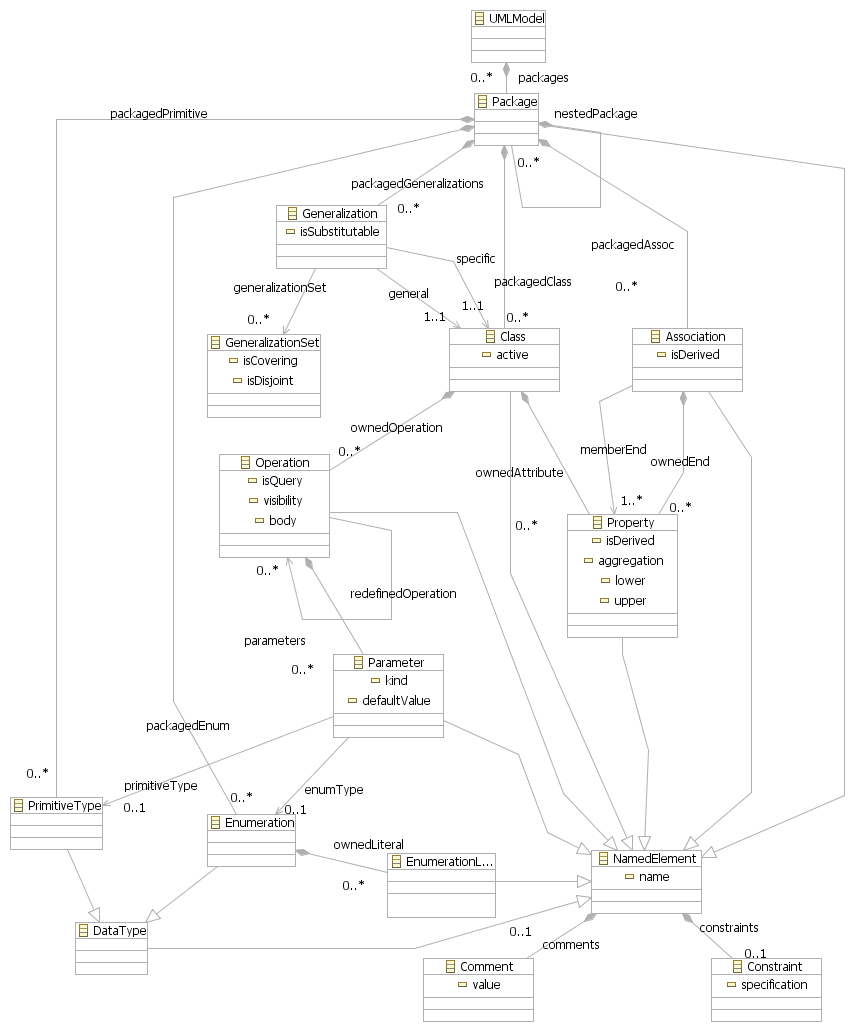 UMLModel
0..*
packages
Package
nestedPackage
packagedPrimitive
0..*
packagedGeneralizations
0..*
Generalization
isSubstitutable
packagedAssoc
specific
packagedClass
generalizationSet
general
0..*
1..1
0..*
1..1
0..*
GeneralizationSet
isCovering
isDisjoint
Class
active
Association
isDerived
ownedOperation
0..*
memberEnd
ownedEnd
Operation
isQuery
visibility
body
ownedAttribute
0..*
1..*
0..*
Property
isDerived
aggregation
lower
upper
0..*
redefinedOperation
parameters
0..*
Parameter
kind
defaultValue
packagedEnum
0..*
primitiveType
enumType
0..*
0..1
0..1
PrimitiveType
Enumeration
ownedLiteral
0..*
EnumerationL...
NamedElement
name
DataType
0..1
comments
constraints
0..1
Comment
value
Constraint
specification